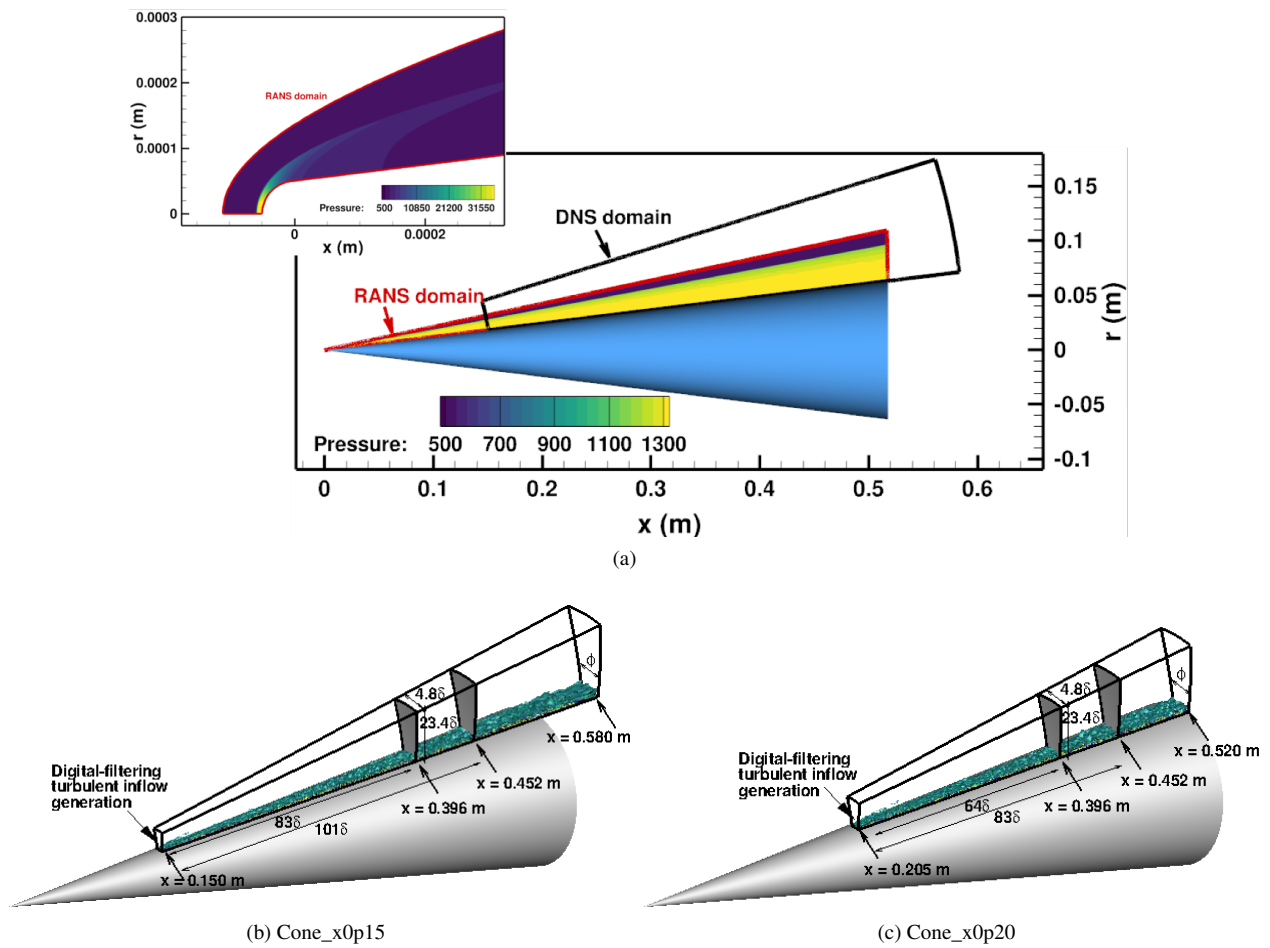 0.0003
0.0002
0.0001
0
r (m)
RANS domain
Pressure: 500 10850 21200 31550
0 0.0002
x (m)
DNS domain
RANS domain
0.15
0.1
0.05
0
-0.05
-0.1
r (m)
Pressure: 500 700 900 1100 1300
0 0.1 0.2 0.3 0.4 0.5 0.6
x (m)
(a)
Digital-filtering
turbulent inflow
generation
4.8δ
23.4δ
ϕ
83δ
101δ
x = 0.150 m
x = 0.396 m
x = 0.452 m
x = 0.580 m
(b) Cone_x0p15
Digital-filtering
turbulent inflow
generation
4.8δ
23.4δ
ϕ
64δ
83δ
x = 0.205 m
x = 0.396 m
x = 0.452 m
x = 0.520 m
(c) Cone_x0p20